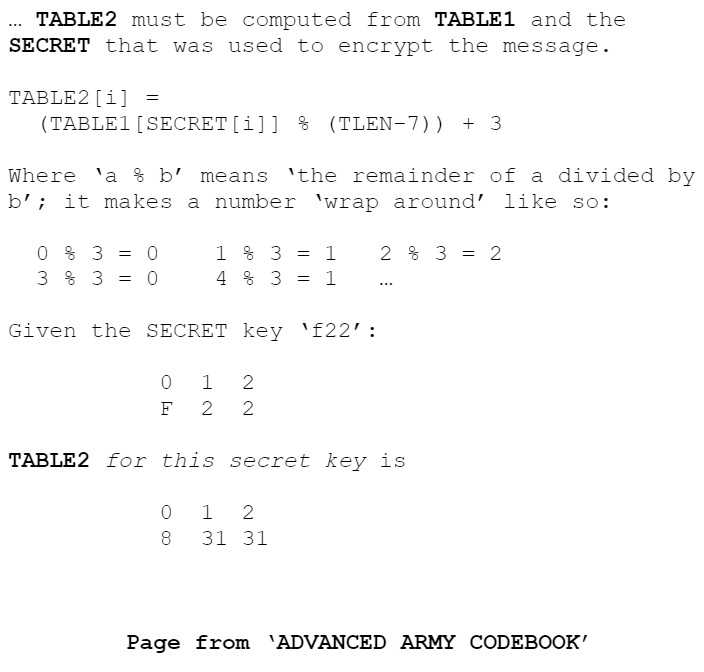 … TABLE2 must be computed from TABLE1 and the
SECRET that was used to encrypt the message.
TABLE2[i] =
(TABLE1[SECRET[i]] % (TLEN−7)) + 3
Where ‘a % b’ means ‘the remainder of a divided by
b’; it makes a number ‘wrap around’ like so:
0 % 3 = 0 1 % 3 = 1 2 % 3 = 2
3 % 3 = 0 4 % 3 = 1 …
Given the SECRET key ‘f22’:
0 1 2
F 2 2
TABLE2 for this secret key is
0 1 2
8 31 31
Page from ‘ADVANCED ARMY CODEBOOK’